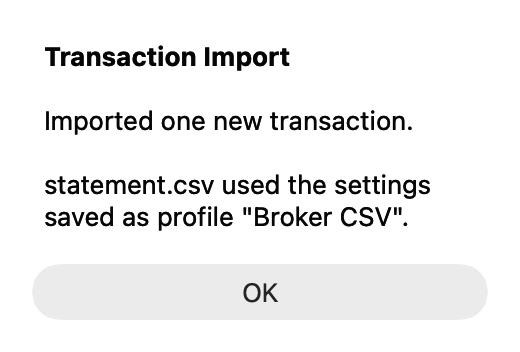 Transaction Import
Imported one new transaction.
statement.csv used the settings
saved as profile "Broker CSV".
OK